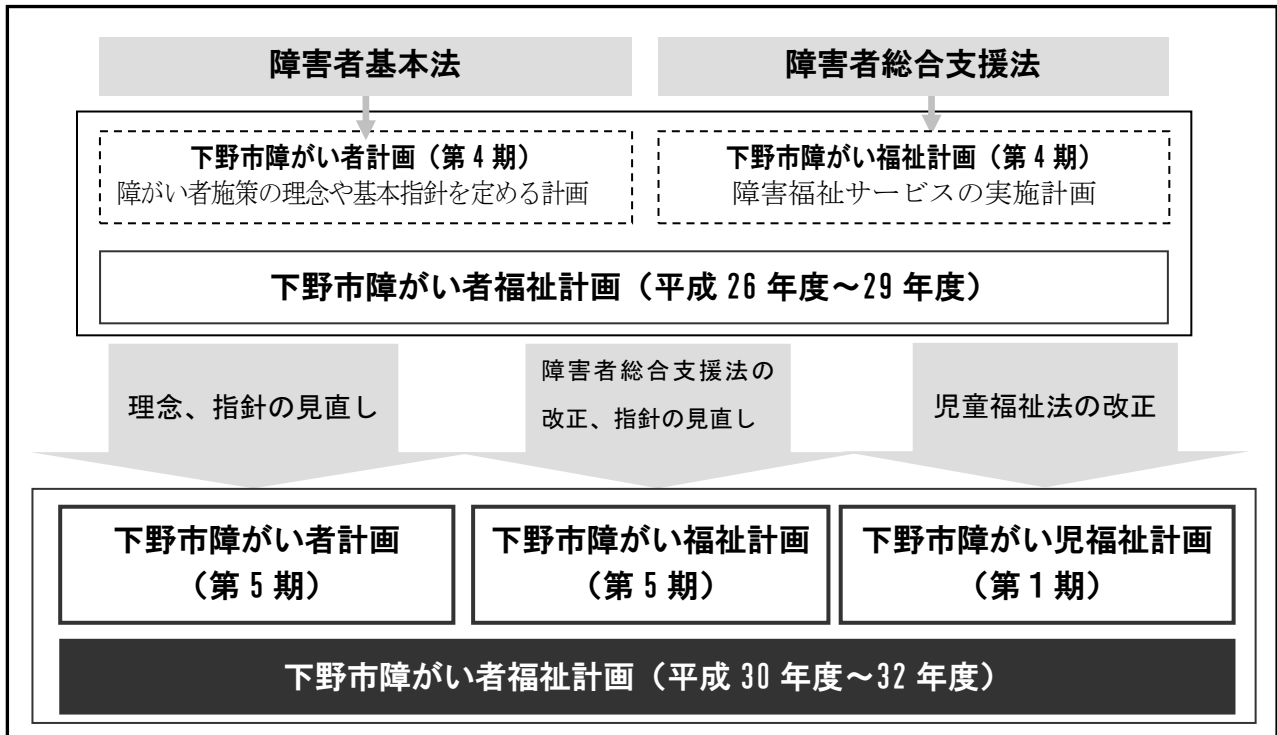 障害者基本法
障害者総合支援法
下野市障がい者計画（第4期）
障がい者施策の理念や基本指針を定める計画
下野市障がい福祉計画（第4期）
障害福祉サービスの実施計画
下野市障がい者福祉計画（平成26年度～29年度）
理念、指針の見直し
障害者総合支援法の
改正、指針の見直し
児童福祉法の改正
下野市障がい者計画
（第5期）
下野市障がい福祉計画
（第5期）
下野市障がい児福祉計画
（第1期）
下野市障がい者福祉計画（平成30年度～32年度）